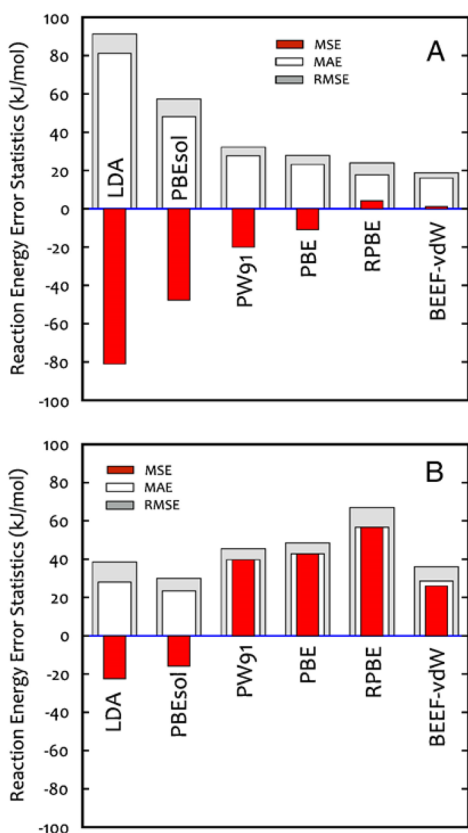 Reaction Energy Error Statistics (kJ/mol)
100
80
60
40
20
0
-20
-40
-60
-80
-100
A
MSE
MAE
RMSE
LDA
PBEsol
PW91
PBE
RPBE
BEEF-vdW
Reaction Energy Error Statistics (kJ/mol)
100
80
60
40
20
0
-20
-40
-60
-80
-100
B
MSE
MAE
RMSE
LDA
PBEsol
PW91
PBE
RPBE
BEEF-vdW